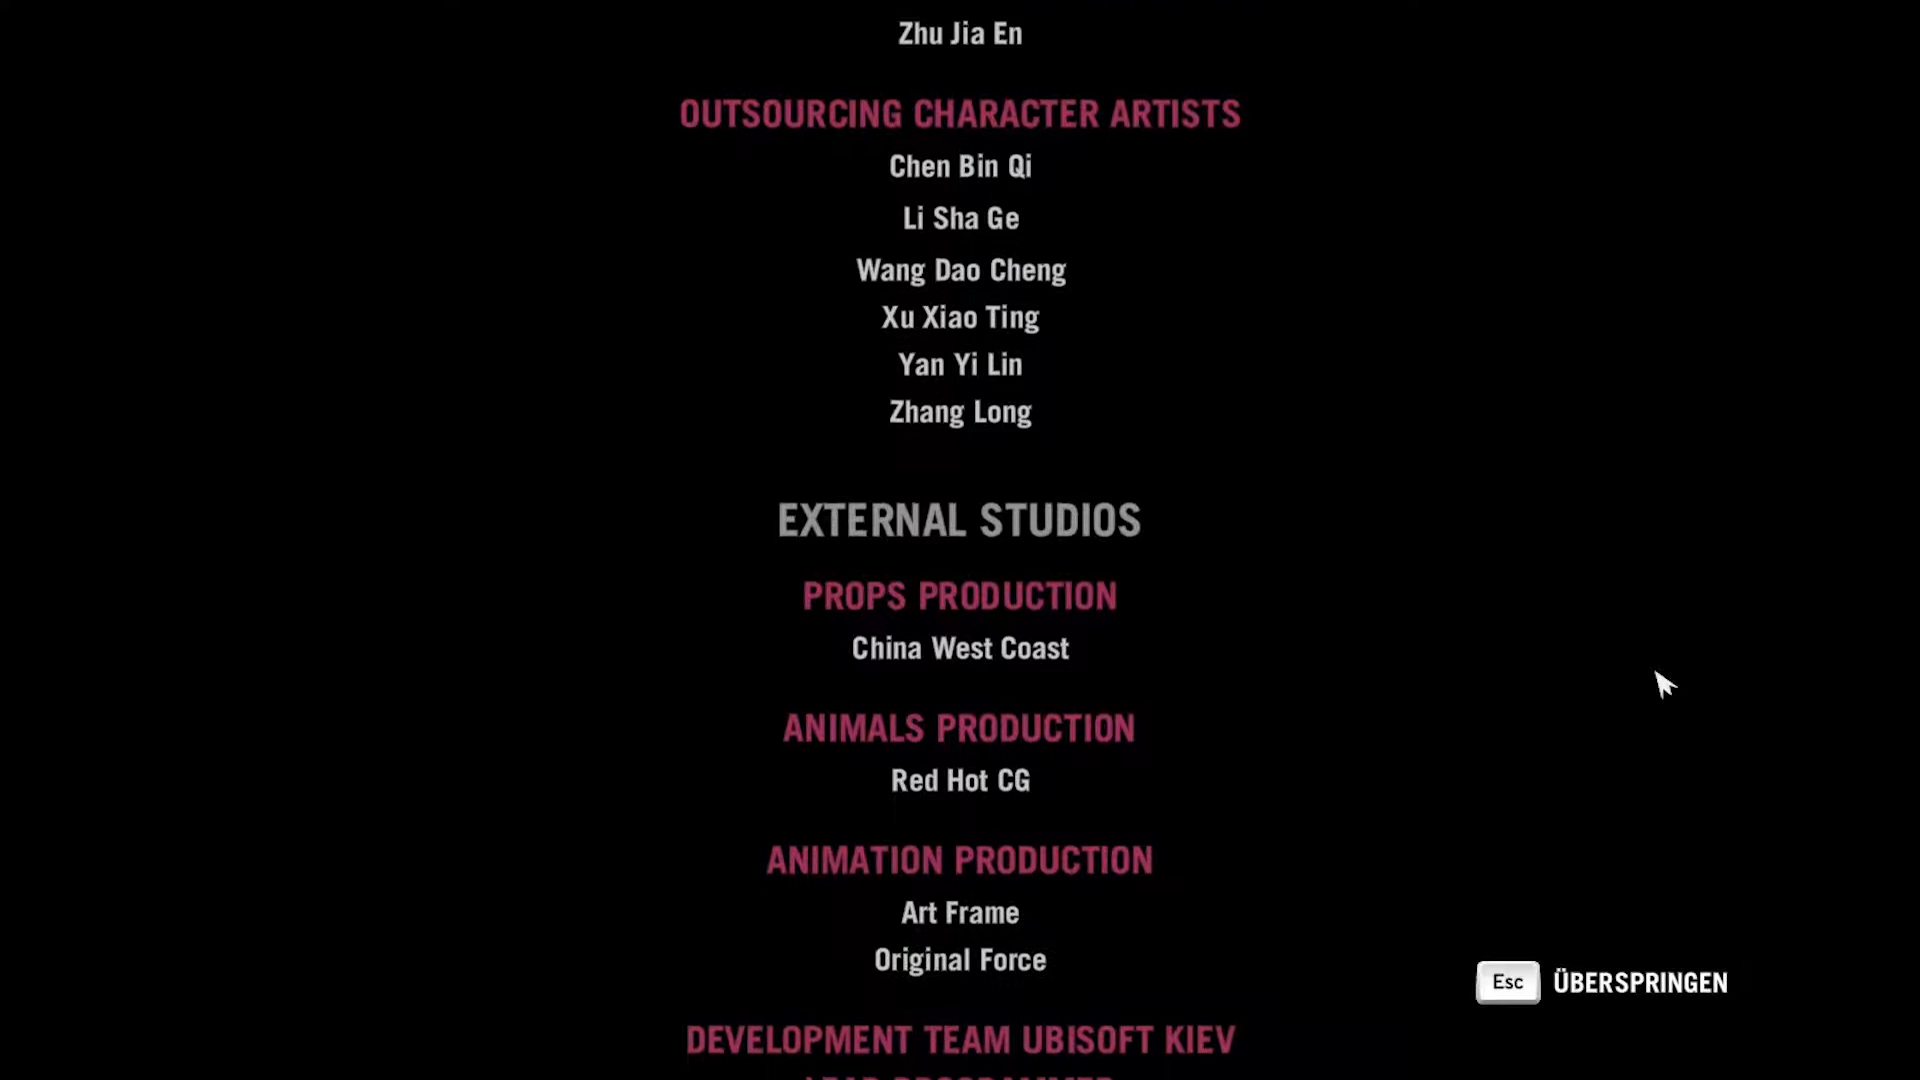 Zhu Jia En
OUTSOURCING CHARACTER ARTISTS
Chen Bin Qi
Li Sha Ge
Wang Dao Cheng
Xu Xiao Ting
Yan Yi Lin
Zhang Long
EXTERNAL STUDIOS
PROPS PRODUCTION
China West Coast
ANIMALS PRODUCTION
Red Hot CG
ANIMATION PRODUCTION
Art Frame
Original Force
Esc ÜBERSPRINGEN
DEVELOPMENT TEAM UBISOFT KIEV